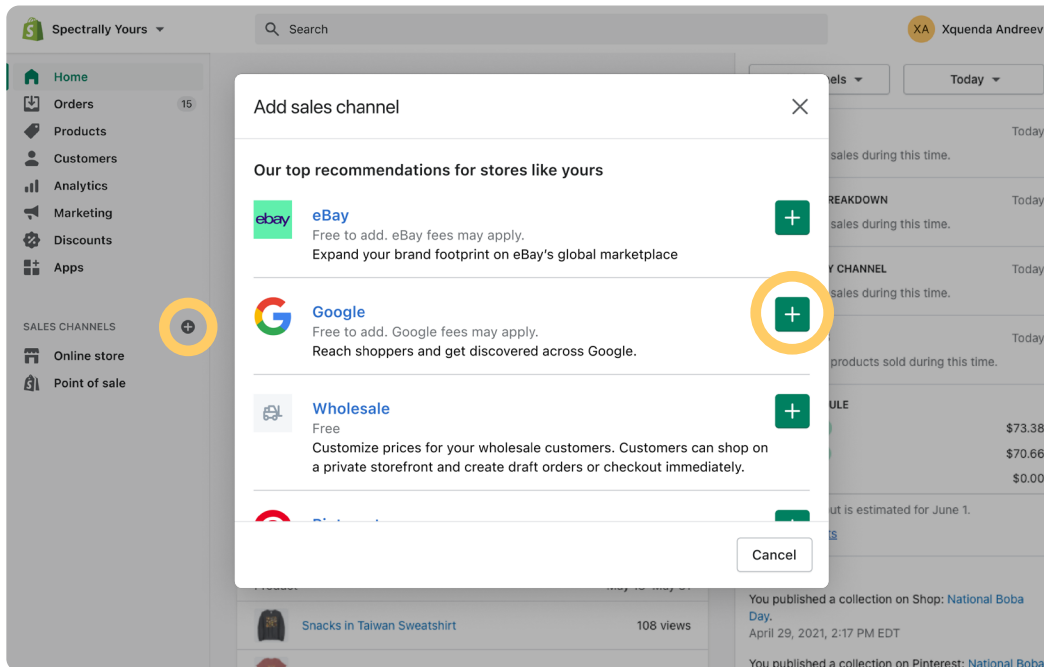 Spectrally Yours
Search
XA
Xquenda Andreev
Home
Orders
15
Products
Customers
Analytics
Marketing
Discounts
Apps
SALES CHANNELS
Online store
Point of sale
Add sales channel
Our top recommendations for stores like yours
ebay
eBay
Free to add. eBay fees may apply.
Expand your brand footprint on eBay's global marketplace
Google
Free to add. Google fees may apply.
Reach shoppers and get discovered across Google.
Wholesale
Free
Customize prices for your wholesale customers. Customers can shop on
a private storefront and create draft orders or checkout immediately.
Cancel
Today
Today
sales during this time.
Today
sales during this time.
Y CHANNEL
Today
sales during this time.
Today
products sold during this time.
$73.38
$70.66
$0.00
is estimated for June 1.
Snacks in Taiwan Sweatshirt
108 views
You published a collection on Shop: National Boba
Day.
April 29, 2021, 2:17 PM EDT
You published a collection on Pinterest: National Boba